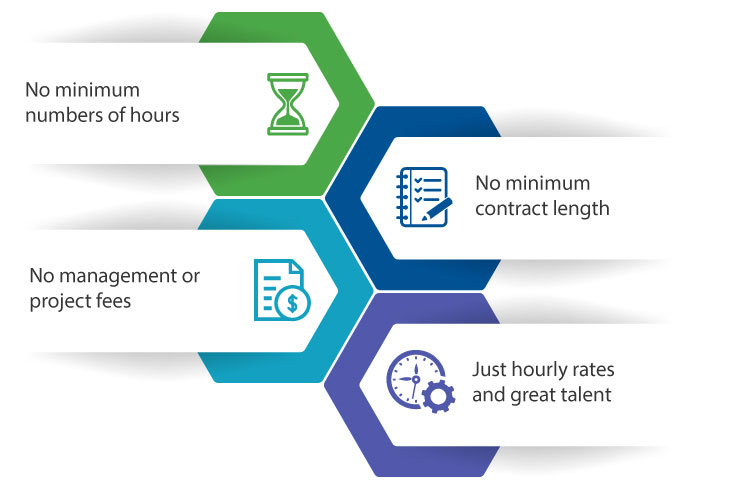 No minimum
numbers of hours
No minimum
contract length
No management or
project fees
$
Just hourly rates
and great talent